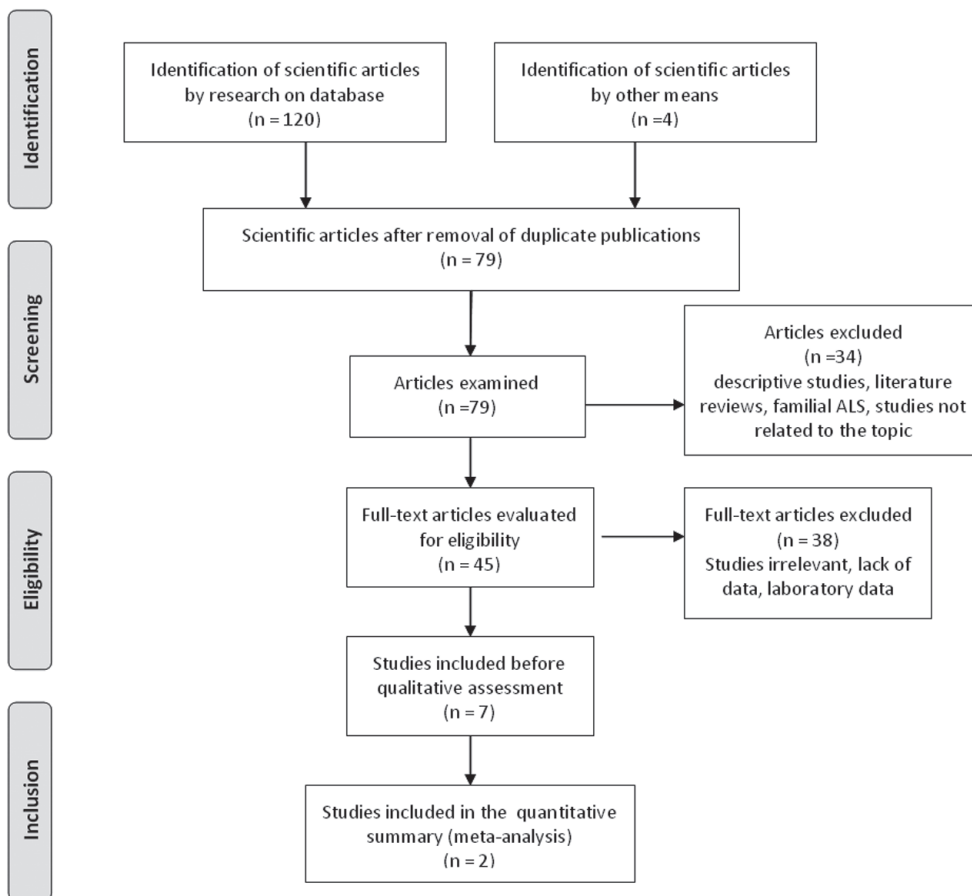 Identification
Identification of scientific articles
by research on database
(n = 120)
Identification of scientific articles
by other means
(n =4)
Scientific articles after removal of duplicate publications
(n = 79)
Screening
Articles examined
(n =79)
Articles excluded
(n =34)
descriptive studies, literature
reviews, familial ALS, studies not
related to the topic
Eligibility
Full-text articles evaluated
for eligibility
(n = 45)
Full-text articles excluded
(n = 38)
Studies irrelevant, lack of
data, laboratory data
Studies included before
qualitative assessment
(n = 7)
Inclusion
Studies included in the quantitative
summary (meta-analysis)
(n = 2)